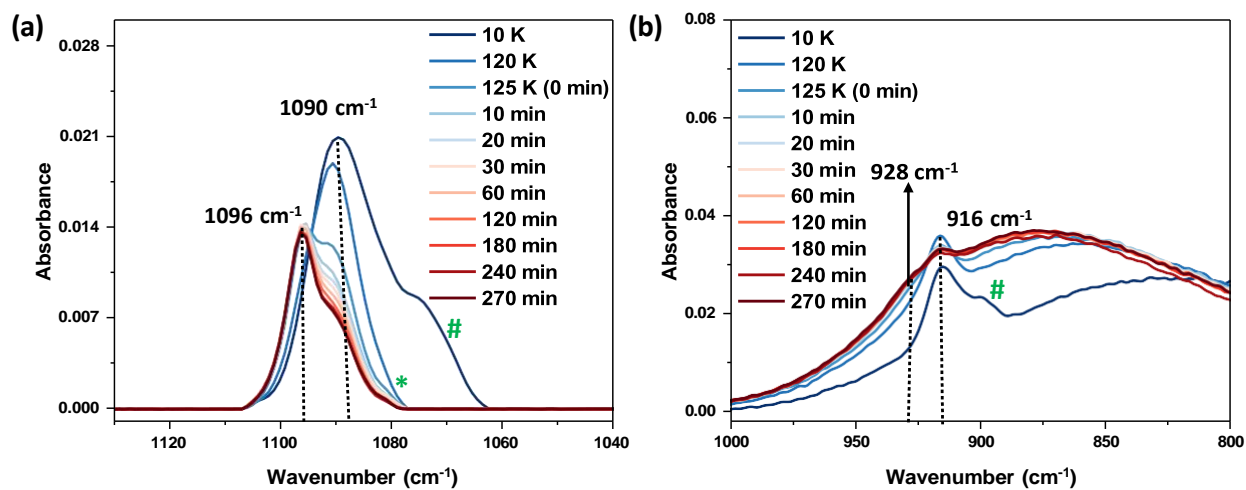 (a)
0.028
0.021
0.014
0.007
0.000
Absorbance
1120
1100
1080
1060
1040
Wavenumber (cm⁻¹)
1090 cm⁻¹
1096 cm⁻¹
#
*
10 K
120 K
125 K (0 min)
10 min
20 min
30 min
60 min
120 min
180 min
240 min
270 min
(b)
0.08
0.06
0.04
0.02
0.00
Absorbance
1000
950
900
850
800
Wavenumber (cm⁻¹)
10 K
120 K
125 K (0 min)
10 min
20 min
30 min
60 min
120 min
180 min
240 min
270 min
928 cm⁻¹
916 cm⁻¹
#